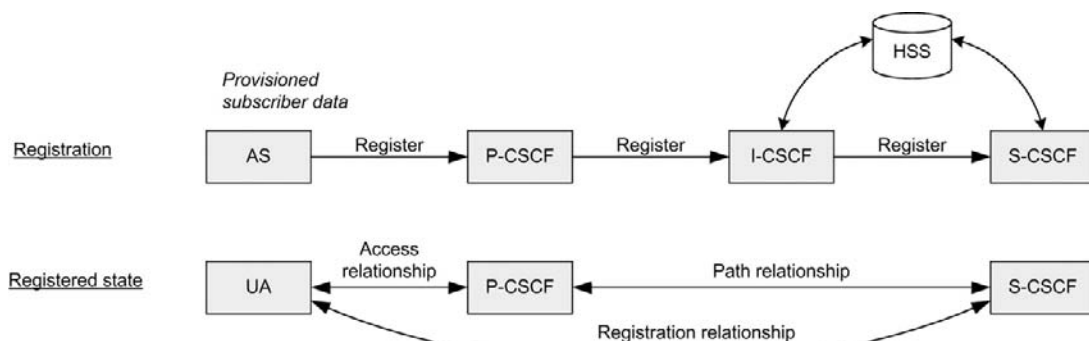 HSS
Provisioned
subscriber data
Registration
AS
Register
P-CSCF
Register
I-CSCF
Register
S-CSCF
Access
relationship
Registered state
UA
P-CSCF
Path relationship
S-CSCF
Registration relationship